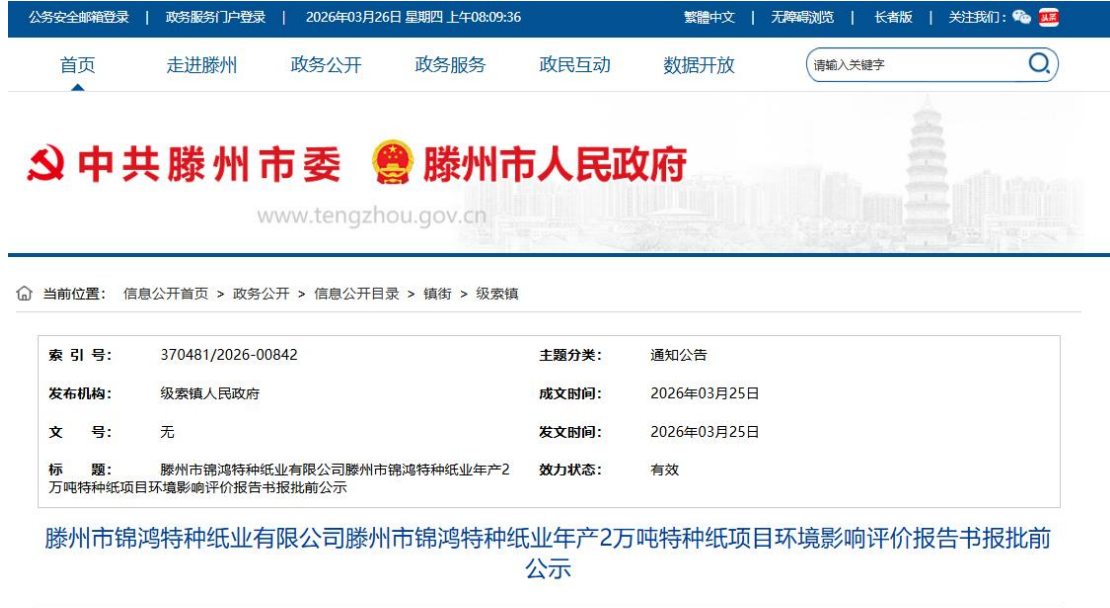 公务安全邮箱登录 | 政务服务门户登录 | 2026年03月26日 星期四 上午08:09:36 繁體中文 | 无障碍浏览 | 长者版 | 关注我们: 头条
首页 走进滕州 政务公开 政务服务 政民互动 数据开放 请输入关键字
中共滕州市委 滕州市人民政府
www.tengzhou.gov.cn
当前位置: 信息公开首页 > 政务公开 > 信息公开目录 > 镇街 > 级索镇
索 引 号: 370481/2026-00842 主题分类: 通知公告
发布机构: 级索镇人民政府 成文时间: 2026年03月25日
文 号: 无 发文时间: 2026年03月25日
标 题: 滕州市锦鸿特种纸业有限公司滕州市锦鸿特种纸业年产2 效力状态: 有效
万吨特种纸项目环境影响评价报告书报批前公示
滕州市锦鸿特种纸业有限公司滕州市锦鸿特种纸业年产2万吨特种纸项目环境影响评价报告书报批前
公示